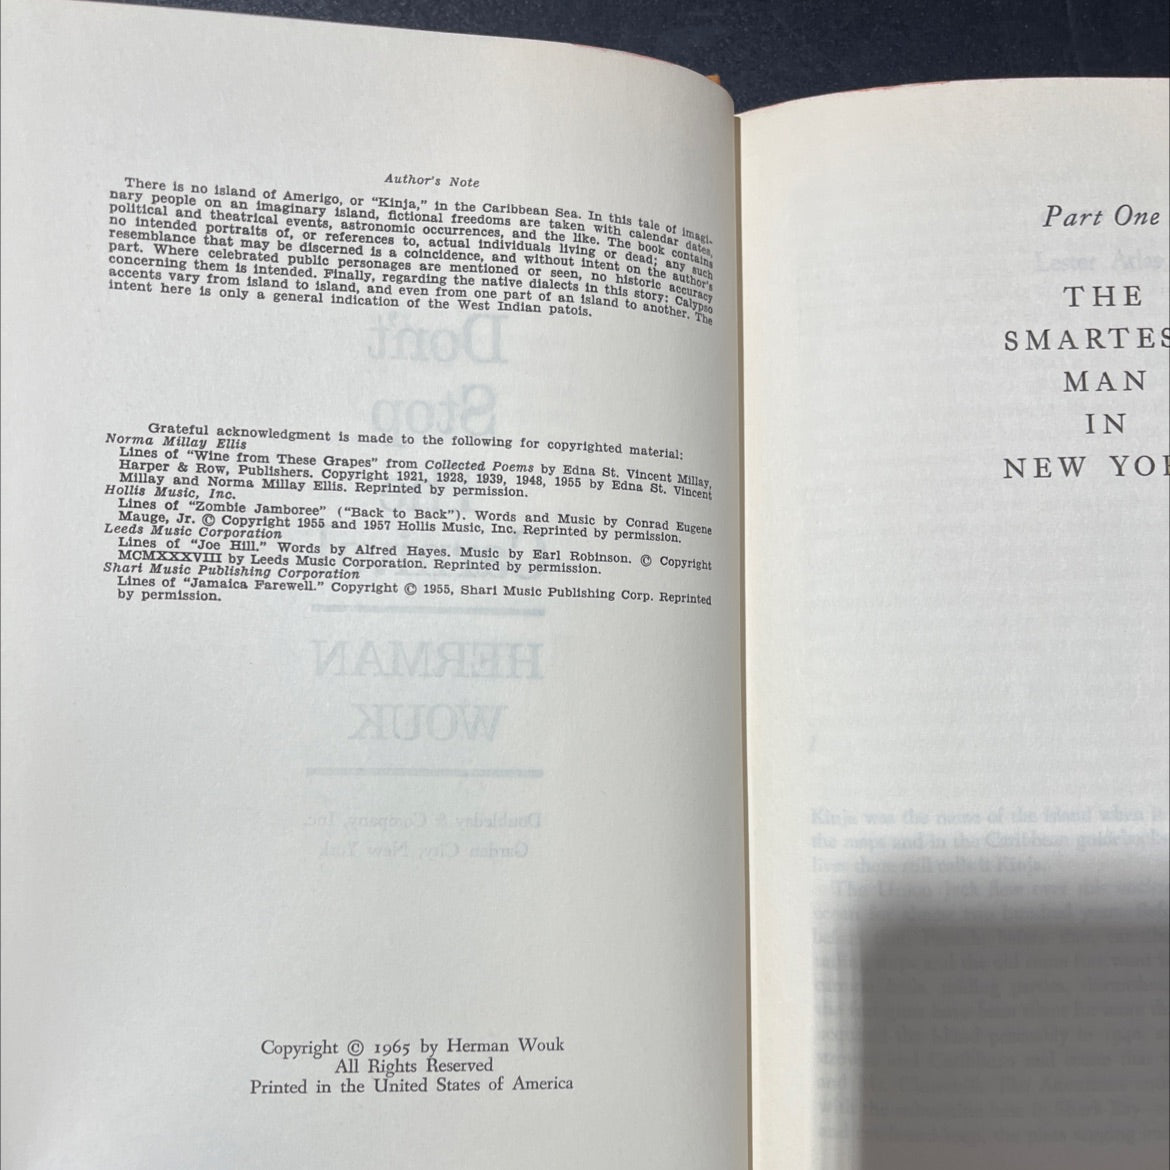 Author's Note
There is no island of Amerigo, or "Kinja," in the Caribbean Sea. In this tale of imagi-
nary people on an imaginary island, fictional freedoms are taken with calendar dates,
political and theatrical events, astronomic occurrences, and the like. The book contains
no intended portraits of, or references to, actual individuals living or dead; any such
resemblance that may be discerned is a coincidence, and without intent on the author's
part. Where celebrated public personages are mentioned or seen, no historic accuracy
concerning them is intended. Finally, regarding the native dialects in this story: Calypso
accents vary from island to island, and even from one part of an island to another. The
intent here is only a general indication of the West Indian patois.
Grateful acknowledgment is made to the following for copyrighted material:
Norma Millay Ellis
Lines of "Wine from These Grapes" from Collected Poems by Edna St. Vincent Millay,
Harper & Row, Publishers. Copyright 1921, 1928, 1939, 1948, 1955 by Edna St. Vincent
Millay and Norma Millay Ellis. Reprinted by permission.
Hollis Music, Inc.
Lines of "Zombie Jamboree" ("Back to Back"). Words and Music by Conrad Eugene
Mauge, Jr. © Copyright 1955 and 1957 Hollis Music, Inc. Reprinted by permission.
Leeds Music Corporation
Lines of "Joe Hill." Words by Alfred Hayes. Music by Earl Robinson. © Copyright
MCMXXXVIII by Leeds Music Corporation. Reprinted by permission.
Shari Music Publishing Corporation
Lines of "Jamaica Farewell." Copyright © 1955, Shari Music Publishing Corp. Reprinted
by permission.
Copyright © 1965 by Herman Wouk
All Rights Reserved
Printed in the United States of America
Part One
THE
SMARTES
MAN
IN
NEW YOR